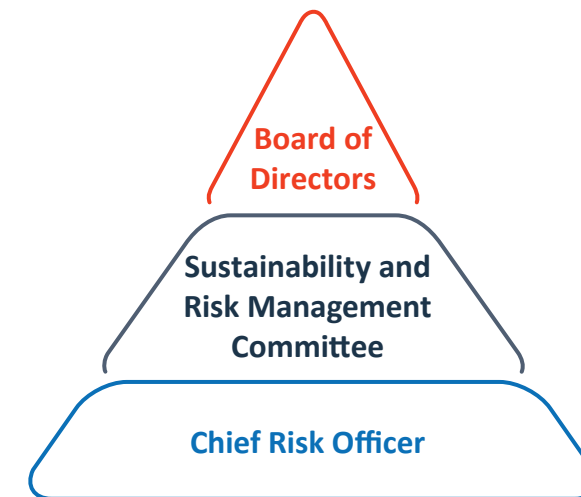 Board of
Directors
Sustainability and
Risk Management
Committee
Chief Risk Officer